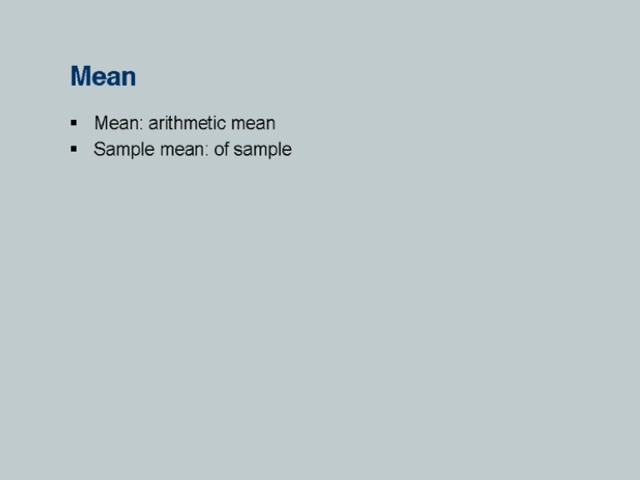 Mean
▪ Mean: arithmetic mean
▪ Sample mean: of sample